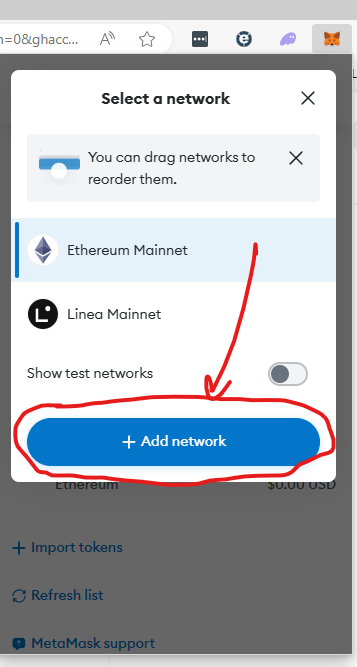 n=0&ghacc...
Select a network
You can drag networks to
reorder them.
Ethereum Mainnet
Linea Mainnet
Show test networks
+ Add network
Ethereum
$0.00 USD
+ Import tokens
Refresh list
MetaMask support